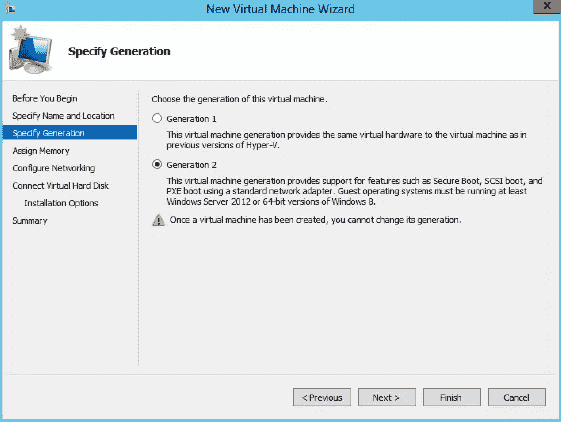 New Virtual Machine Wizard
X
Specify Generation
Before You Begin
Specify Name and Location
Specify Generation
Assign Memory
Configure Networking
Connect Virtual Hard Disk
Installation Options
Summary
Choose the generation of this virtual machine.
Generation 1
This virtual machine generation provides the same virtual hardware to the virtual machine as in
previous versions of Hyper-V.
Generation 2
This virtual machine generation provides support for features such as Secure Boot, SCSI boot, and
PXE boot using a standard network adapter. Guest operating systems must be running at least
Windows Server 2012 or 64-bit versions of Windows 8.
Once a virtual machine has been created, you cannot change its generation.
< Previous
Next >
Finish
Cancel